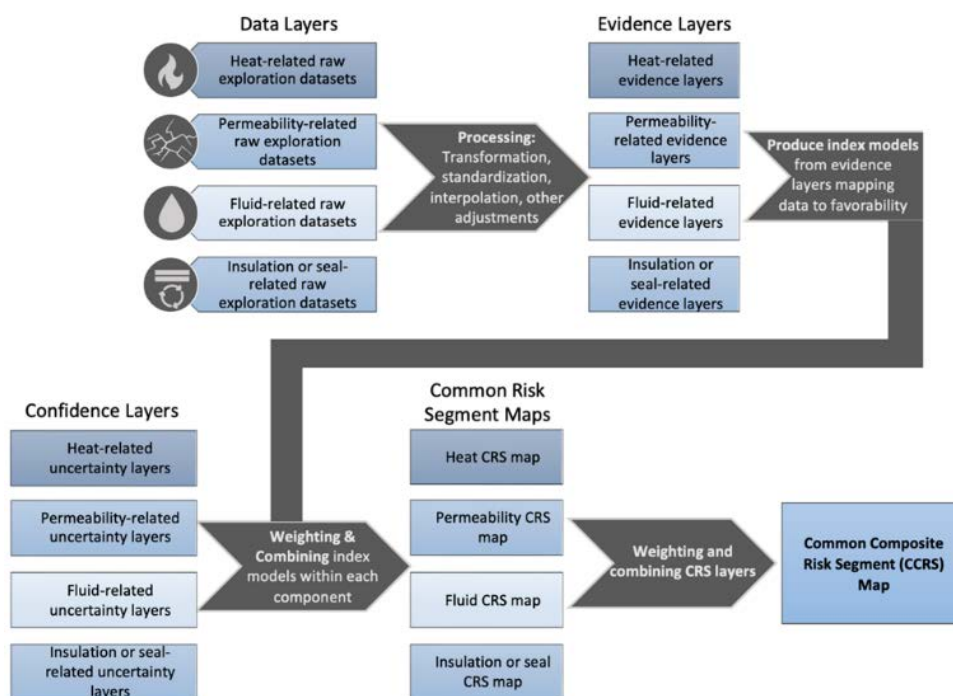 Data Layers
Evidence Layers
Heat-related raw
exploration datasets
Permeability-related
raw exploration
datasets
Fluid-related raw
exploration datasets
Insulation or seal-
related raw
exploration datasets
Processing:
Transformation,
standardization,
interpolation, other
adjustments
Heat-related
evidence layers
Permeability-
related evidence
layers
Fluid-related
evidence layers
Insulation or
seal-related
evidence layers
Produce index models
from evidence
layers mapping
data to favorability
Confidence Layers
Heat-related
uncertainty layers
Permeability-related
uncertainty layers
Fluid-related
uncertainty layers
Insulation or seal-
related uncertainty
layers
Weighting &
Combining index
models within each
component
Common Risk
Segment Maps
Heat CRS map
Permeability CRS
map
Fluid CRS map
Insulation or seal
CRS map
Weighting and
combining CRS layers
Common Composite
Risk Segment (CCRS)
Map